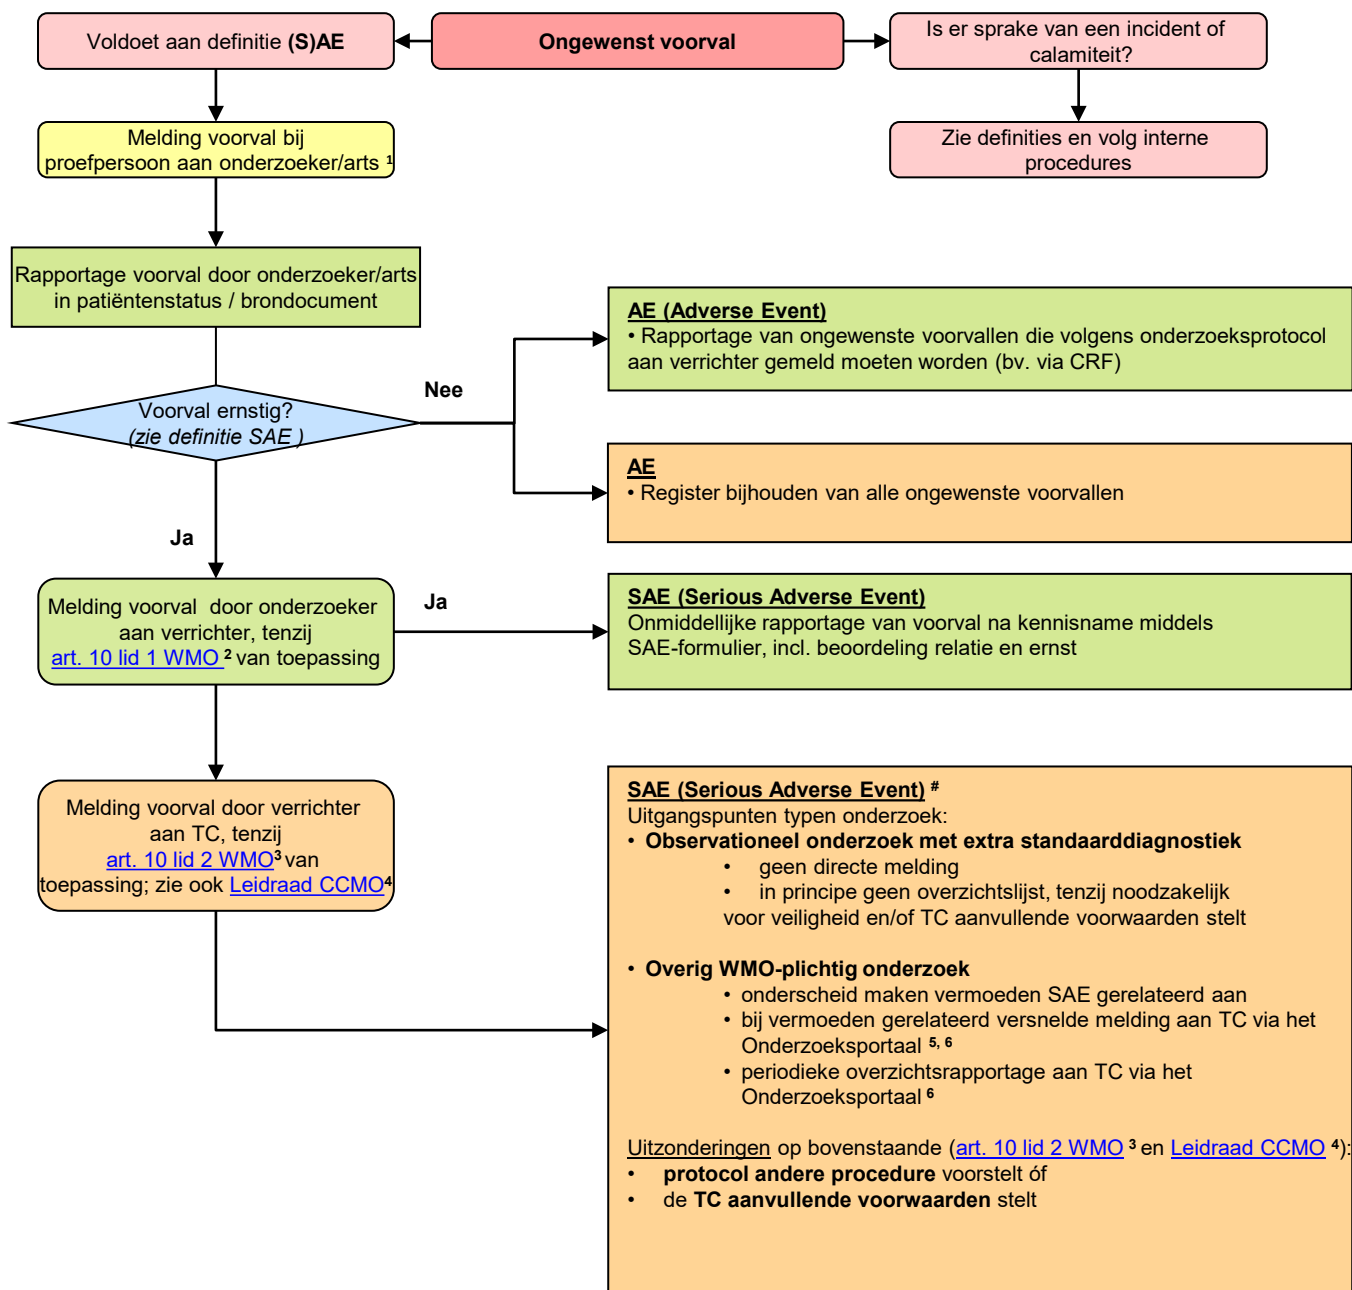 Voldoet aan definitie (S)AE
Ongewenst voorval
Is er sprake van een incident of
calamiteit?
Melding voorval bij
proefpersoon aan onderzoeker/arts ¹
Zie definities en volg interne
procedures
Rapportage voorval door onderzoeker/arts
in patiëntenstatus / brondocument
AE (Adverse Event)
• Rapportage van ongewenste voorvallen die volgens onderzoeksprotocol
aan verrichter gemeld moeten worden (bv. via CRF)
Nee
Voorval ernstig?
(zie definitie SAE )
AE
• Register bijhouden van alle ongewenste voorvallen
Ja
Melding voorval  door onderzoeker
aan verrichter, tenzij
art. 10 lid 1 WMO ² van toepassing
Ja
SAE (Serious Adverse Event)
Onmiddellijke rapportage van voorval na kennisname middels
SAE-formulier, incl. beoordeling relatie en ernst
Melding voorval door verrichter
aan TC, tenzij
art. 10 lid 2 WMO³ van
toepassing; zie ook Leidraad CCMO⁴
SAE (Serious Adverse Event) #
Uitgangspunten typen onderzoek:
• Observationeel onderzoek met extra standaarddiagnostiek
• geen directe melding
• in principe geen overzichtslijst, tenzij noodzakelijk
voor veiligheid en/of TC aanvullende voorwaarden stelt
• Overig WMO-plichtig onderzoek
• onderscheid maken vermoeden SAE gerelateerd aan
• bij vermoeden gerelateerd versnelde melding aan TC via het
Onderzoeksportaal ⁵, ⁶
• periodieke overzichtsrapportage aan TC via het
Onderzoeksportaal ⁶
Uitzonderingen op bovenstaande (art. 10 lid 2 WMO ³ en Leidraad CCMO ⁴):
• protocol andere procedure voorstelt óf
• de TC aanvullende voorwaarden stelt